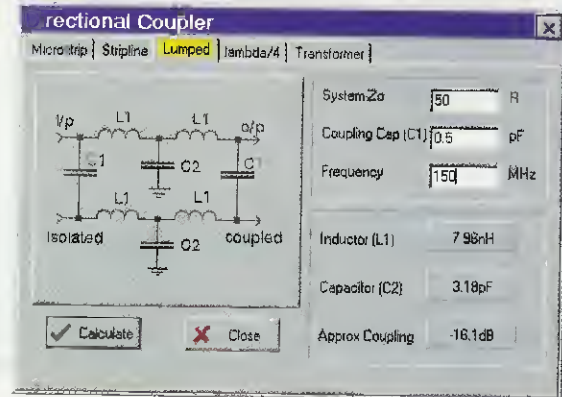 rectional Coupler
Microstrip Stripline Lumped lambda/4 Transformer
I/p L1 L1 o/p
C1 C2 C1
L1 L1
Isolated C2 coupled
System Zo 50 R
Coupling Cap (C1) 0.5 pF
Frequency 150 MHz
Inductor (L1) 7.96nH
Capacitor (C2) 3.18pF
Approx Coupling -16.1dB
Calculate Close